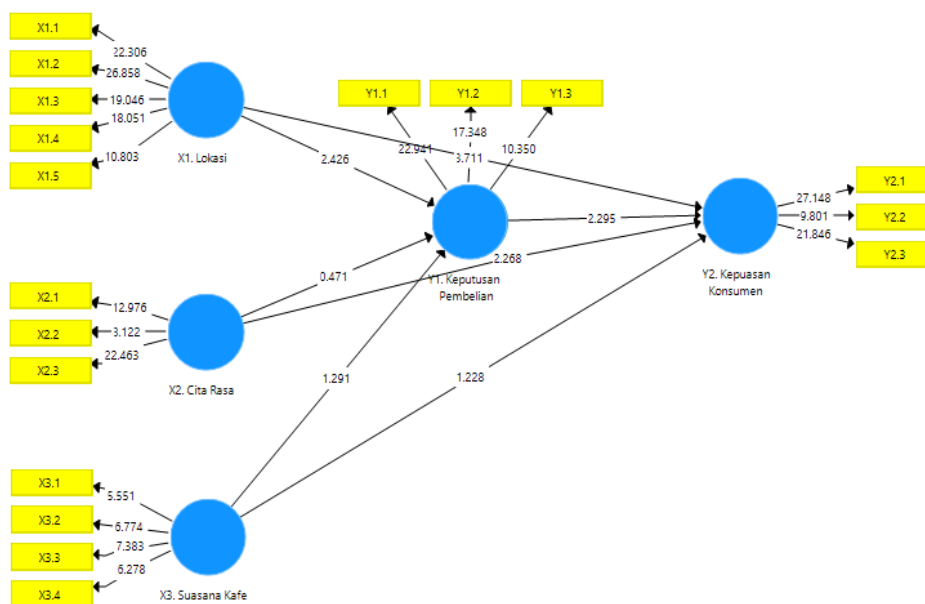 X1.1
X1.2
X1.3
X1.4
X1.5
22.306
26.858
19.046
18.051
10.803
X1. Lokasi
Y1.1
Y1.2
Y1.3
22.941
17.348
10.350
3.711
2.426
Y1. Keputusan
Pembelian
2.295
2.268
0.471
Y2. Kepuasan
Konsumen
27.148
9.801
21.846
Y2.1
Y2.2
Y2.3
X2.1
X2.2
X2.3
12.976
3.122
22.463
X2. Cita Rasa
1.291
1.228
X3.1
X3.2
X3.3
X3.4
5.551
6.774
7.383
6.278
X3. Suasana Kafe